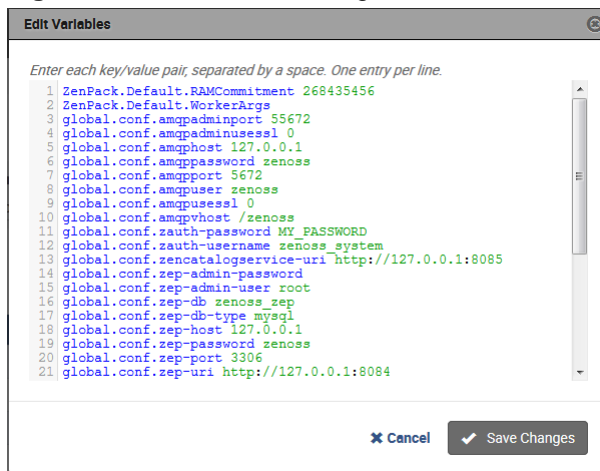 Edit Variables
Enter each key/value pair, separated by a space. One entry per line.
1 ZenPack.Default.RAMCommitment 268435456
2 ZenPack.Default.WorkerArgs
3 global.conf.amqpadminport 55672
4 global.conf.amqpadminusessl 0
5 global.conf.amqphost 127.0.0.1
6 global.conf.amqppassword zenoss
7 global.conf.amqpport 5672
8 global.conf.amqpuser zenoss
9 global.conf.amqpusessl 0
10 global.conf.amqpvhost /zenoss
11 global.conf.zauth-password MY_PASSWORD
12 global.conf.zauth-username zenoss_system
13 global.conf.zencatalogservice-uri http://127.0.0.1:8085
14 global.conf.zep-admin-password
15 global.conf.zep-admin-user root
16 global.conf.zep-db zenoss_zep
17 global.conf.zep-db-type mysql
18 global.conf.zep-host 127.0.0.1
19 global.conf.zep-password zenoss
20 global.conf.zep-port 3306
21 global.conf.zep-uri http://127.0.0.1:8084
Cancel
Save Changes